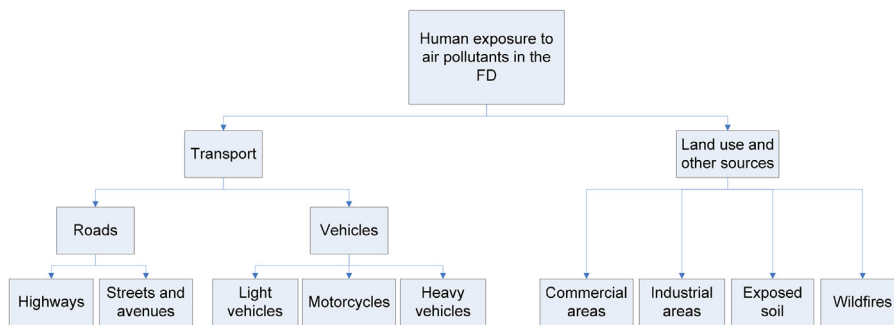 Human exposure to
air pollutants in the
FD
Transport
Land use and
other sources
Roads
Vehicles
Highways
Streets and
avenues
Light
vehicles
Motorcycles
Heavy
vehicles
Commercial
areas
Industrial
areas
Exposed
soil
Wildfires